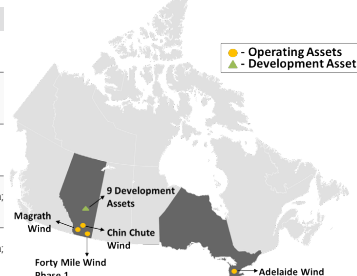 - Operating Assets
- Development Asset
9 Development
Assets
Magrath
Wind
Chin Chute
Wind
Forty Mile Wind
Phase 1
Adelaide Wind